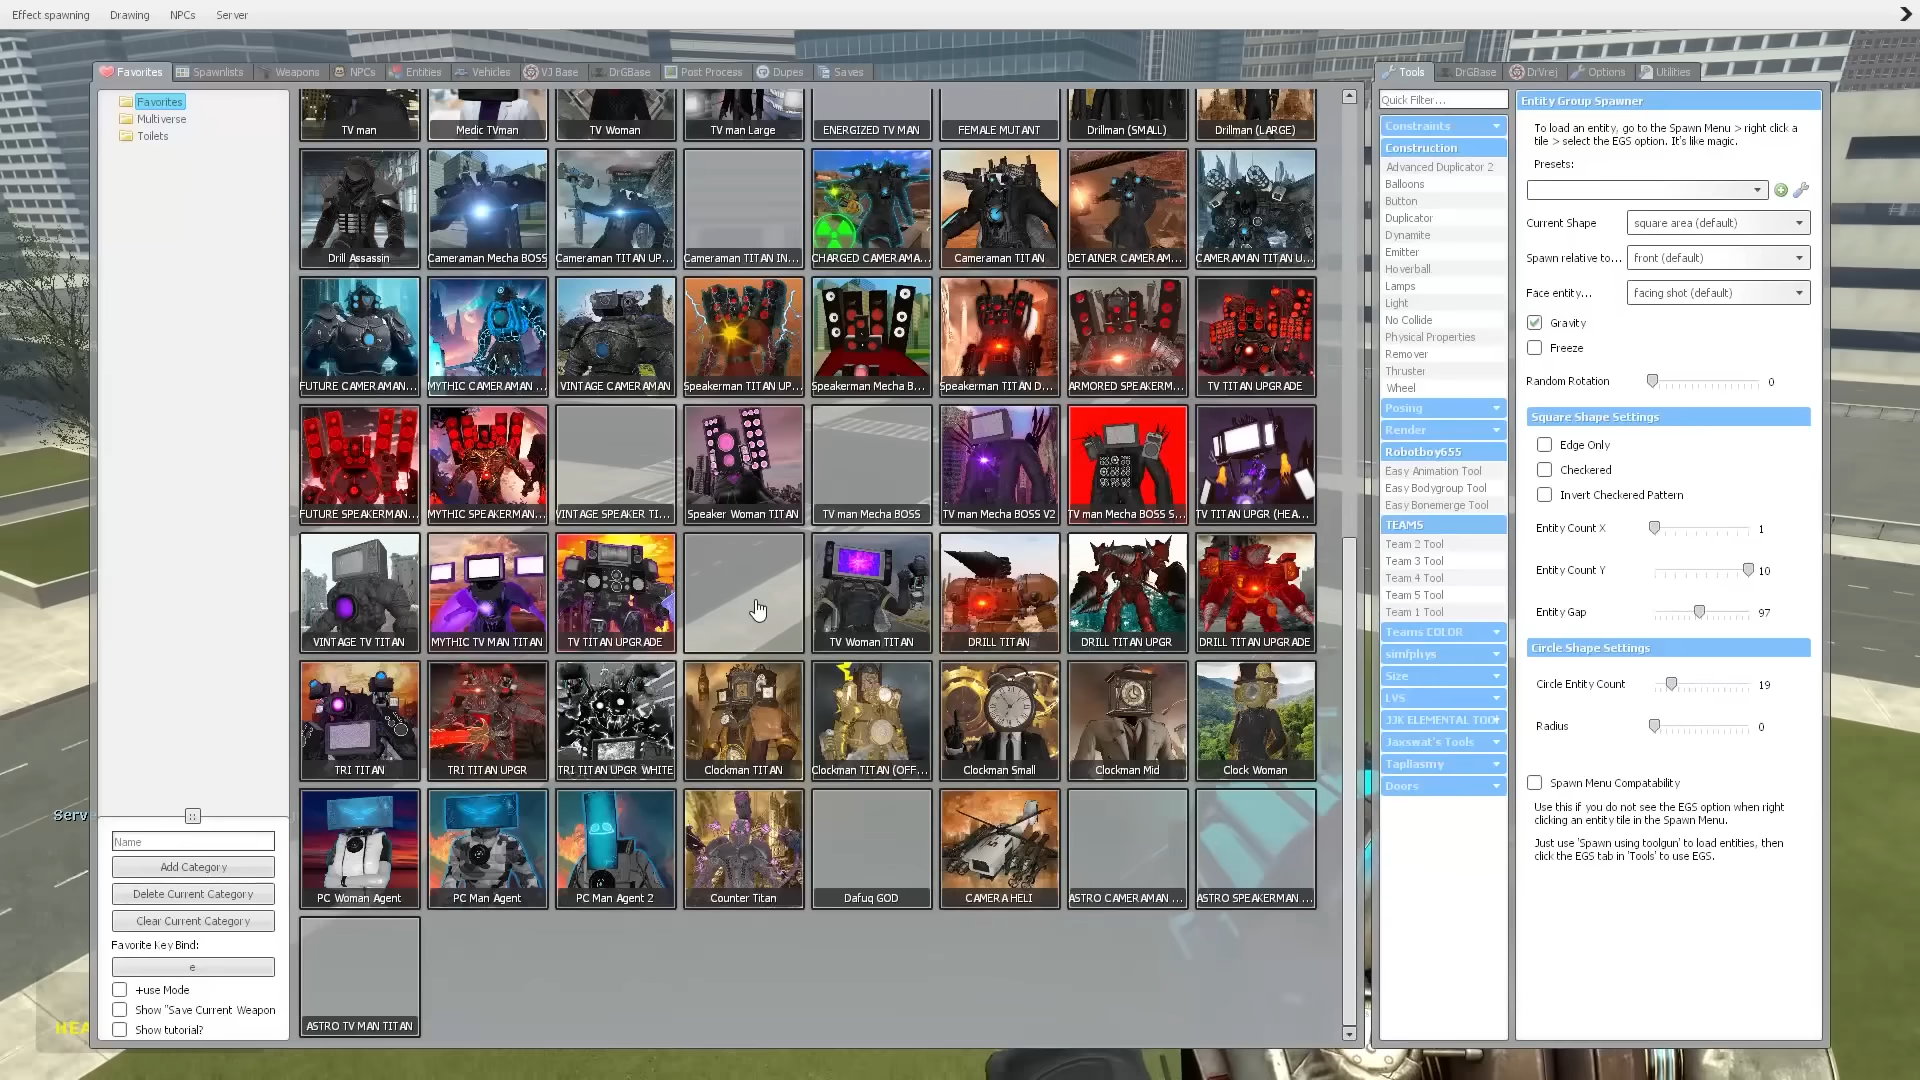 Effect spawning Drawing NPCs Server
Favorites Spawnlists Weapons NPCs Entities Vehicles VJ Base DrGBase Post Process Dupes Saves
Favorites
Multiverse
Toilets
TV man Medic TVman TV Woman TV man Large ENERGIZED TV MAN FEMALE MUTANT Drillman (SMALL) Drillman (LARGE)
Drill Assassin Cameraman Mecha BOSS Cameraman TITAN UP... Cameraman TITAN IN... CHARGED CAMERAMA... Cameraman TITAN DETAINER CAMERAM... CAMERAMAN TITAN U...
FUTURE CAMERAMAN... MYTHIC CAMERAMAN ... VINTAGE CAMERAMAN Speakerman TITAN UP... Speakerman Mecha B... Speakerman TITAN D... ARMORED SPEAKERM... TV TITAN UPGRADE
FUTURE SPEAKERMAN... MYTHIC SPEAKERMAN... VINTAGE SPEAKER TI... Speaker Woman TITAN TV man Mecha BOSS TV man Mecha BOSS V2 TV man Mecha BOSS S... TV TITAN UPGR (HEA...
VINTAGE TV TITAN MYTHIC TV MAN TITAN TV TITAN UPGRADE TV Woman TITAN DRILL TITAN DRILL TITAN UPGR DRILL TITAN UPGRADE
TRI TITAN TRI TITAN UPGR TRI TITAN UPGR WHITE Clockman TITAN Clockman TITAN (OFF... Clockman Small Clockman Mid Clock Woman
PC Woman Agent PC Man Agent PC Man Agent 2 Counter Titan Dafuq GOD CAMERA HELI ASTRO CAMERAMAN ... ASTRO SPEAKERMAN ...
ASTRO TV MAN TITAN
Serv
Name
Add Category
Delete Current Category
Clear Current Category
Favorite Key Bind:
e
+use Mode
Show "Save Current Weapon
Show tutorial?
HEA
Tools DrGBase DrVrej Options Utilities
Quick Filter...
Constraints
Construction
Advanced Duplicator 2
Balloons
Button
Duplicator
Dynamite
Emitter
Hoverball
Lamps
Light
No Collide
Physical Properties
Remover
Thruster
Wheel
Posing
Render
Robotboy655
Easy Animation Tool
Easy Bodygroup Tool
Easy Bonemerge Tool
TEAMS
Team 2 Tool
Team 3 Tool
Team 4 Tool
Team 5 Tool
Team 1 Tool
Teams COLOR
simfphys
Size
LVS
JJK ELEMENTAL TOOl
Jaxswat's Tools
Tapliasmy
Doors
Entity Group Spawner
To load an entity, go to the Spawn Menu > right click a
tile > select the EGS option. It's like magic.
Presets:
Current Shape square area (default)
Spawn relative to... front (default)
Face entity... facing shot (default)
Gravity
Freeze
Random Rotation 0
Square Shape Settings
Edge Only
Checkered
Invert Checkered Pattern
Entity Count X 1
Entity Count Y 10
Entity Gap 97
Circle Shape Settings
Circle Entity Count 19
Radius 0
Spawn Menu Compatability
Use this if you do not see the EGS option when right
clicking an entity tile in the Spawn Menu.
Just use 'Spawn using toolgun' to load entities, then
click the EGS tab in 'Tools' to use EGS.